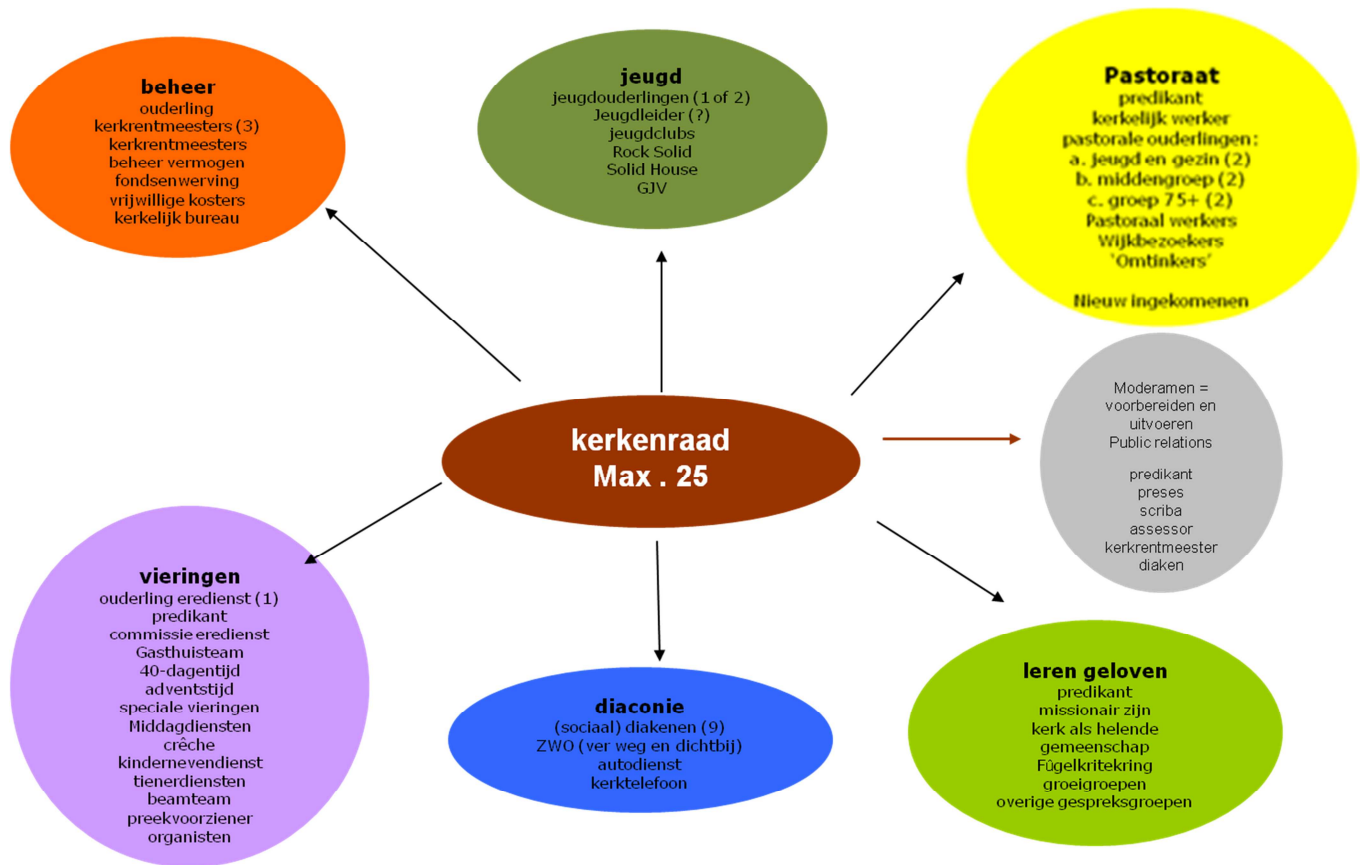 beheer
ouderling
kerkrentmeesters (3)
kerkrentmeesters
beheer vermogen
fondsenwerving
vrijwillige kosters
kerkelijk bureau
jeugd
jeugdouderlingen (1 of 2)
Jeugdleider (?)
jeugdclubs
Rock Solid
Solid House
GJV
Pastoraat
predikant
kerkelijk werker
pastorale ouderlingen:
a. jeugd en gezin (2)
b. middengroep (2)
c. groep 75+ (2)
Pastoraal werkers
Wijkbezoekers
'Omtinkers'
Nieuw ingekomenen
kerkenraad
Max . 25
Moderamen =
voorbereiden en
uitvoeren
Public relations
predikant
preses
scriba
assessor
kerkrentmeester
diaken
vieringen
ouderling eredienst (1)
predikant
commissie eredienst
Gasthuisteam
40-dagentijd
adventstijd
speciale vieringen
Middagdiensten
crêche
kindernevendienst
tienerdiensten
beamteam
preekvoorziener
organisten
diaconie
(sociaal) diakenen (9)
ZWO (ver weg en dichtbij)
autodienst
kerktelefoon
leren geloven
predikant
missionair zijn
kerk als helende
gemeenschap
Fûgelkritekring
groeigroepen
overige gespreksgroepen